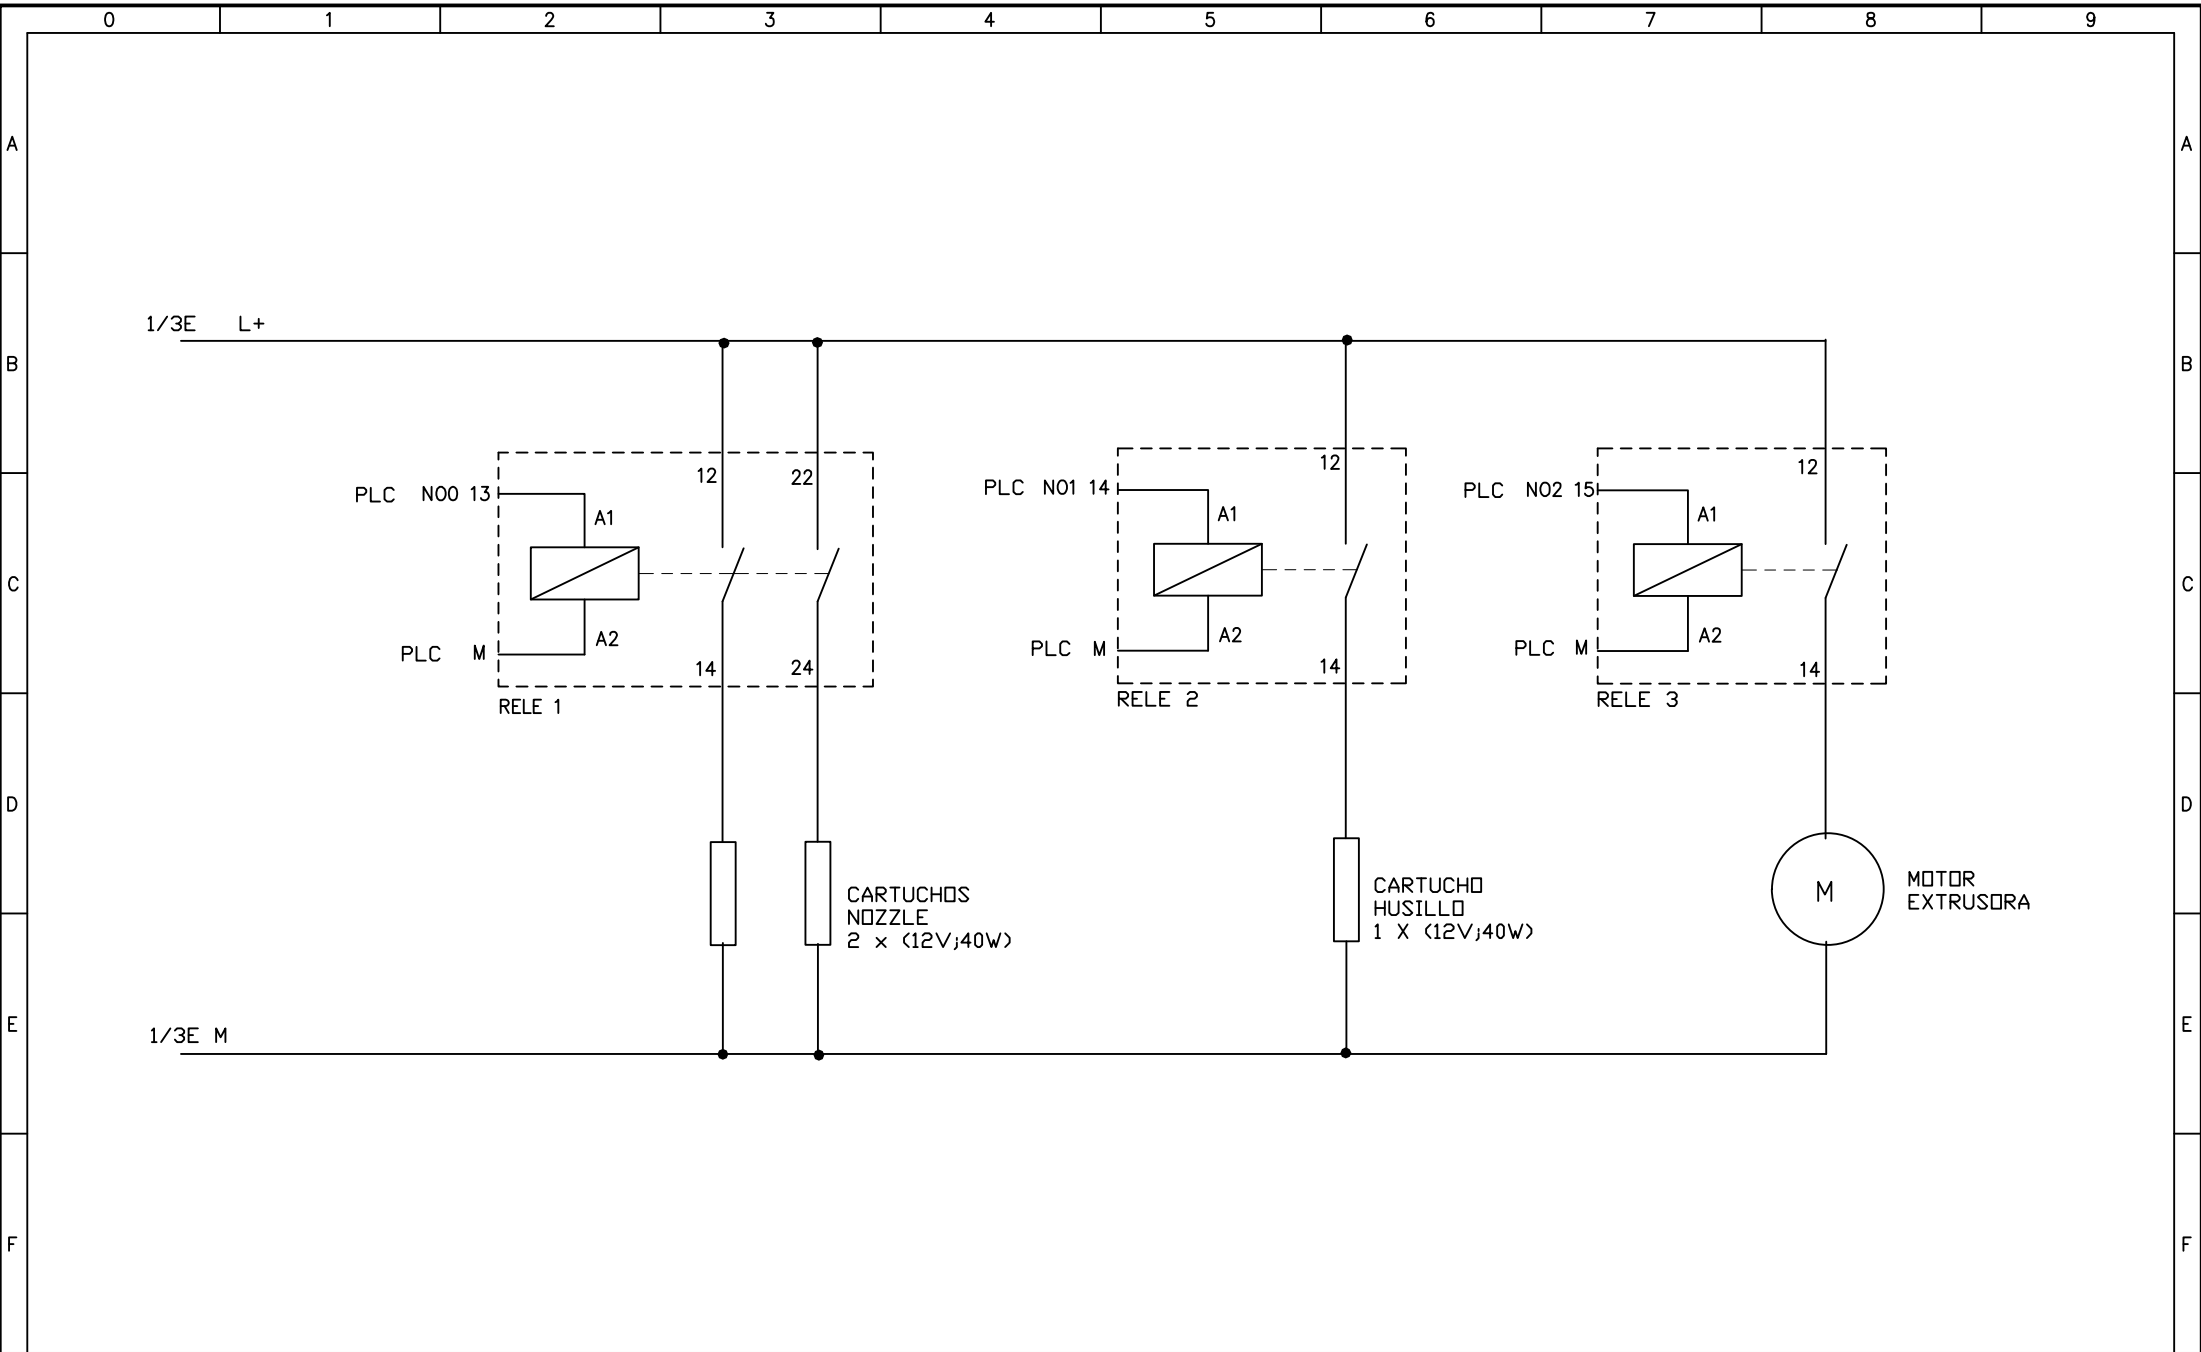 0 1 2 3 4 5 6 7 8 9
A A
1/3E L+
B B
12 22 12 12
PLC N00 13 PLC N01 14 PLC N02 15
A1 A1 A1
C C
A2 A2 A2
PLC M PLC M PLC M
14 24 14 14
RELE 1 RELE 2 RELE 3
D D
CARTUCHOS
NOZZLE
2 x (12V;40W)
CARTUCHO
HUSILLO
1 X (12V;40W)
M
MOTOR
EXTRUSORA
E E
1/3E M
F F